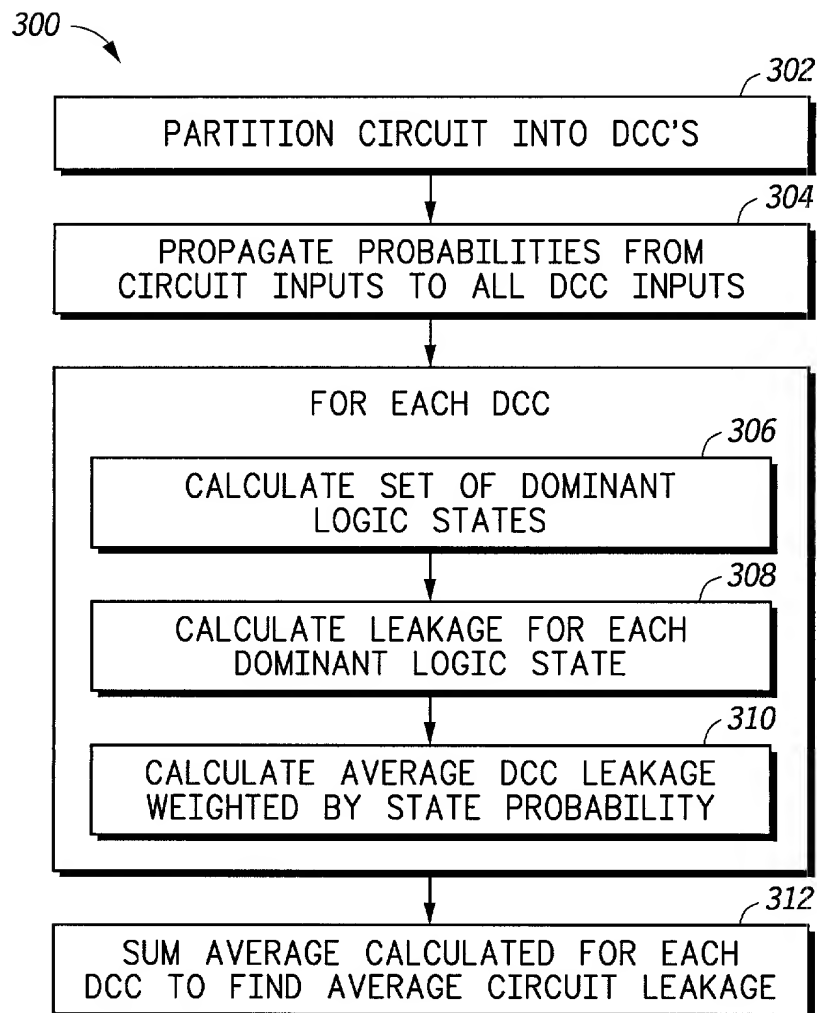 300
302
PARTITION CIRCUIT INTO DCC'S
304
PROPAGATE PROBABILITIES FROM
CIRCUIT INPUTS TO ALL DCC INPUTS
FOR EACH DCC
306
CALCULATE SET OF DOMINANT
LOGIC STATES
308
CALCULATE LEAKAGE FOR EACH
DOMINANT LOGIC STATE
310
CALCULATE AVERAGE DCC LEAKAGE
WEIGHTED BY STATE PROBABILITY
312
SUM AVERAGE CALCULATED FOR EACH
DCC TO FIND AVERAGE CIRCUIT LEAKAGE